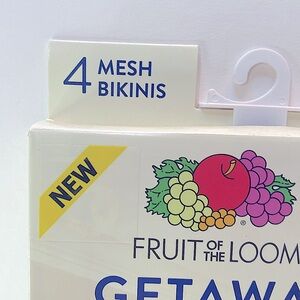 4 MESH
BIKINIS
NEW
®
FRUIT OF THE LOOM
GETAWA